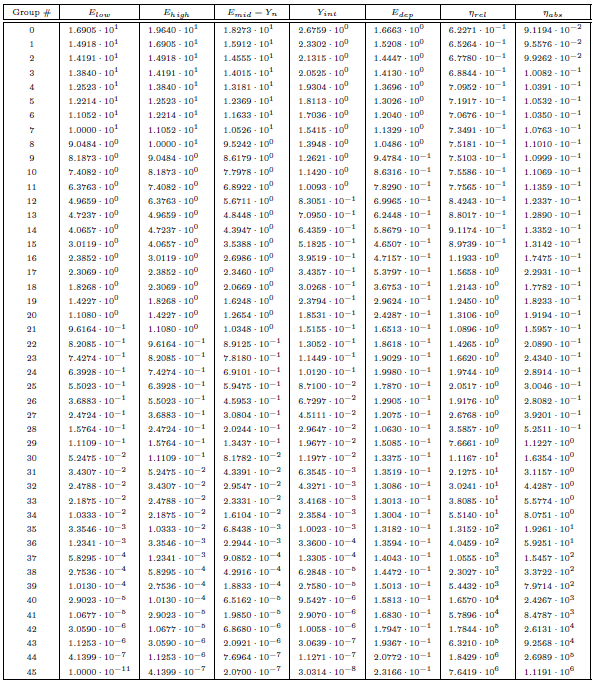 Group # E_low E_high E_mid − Y_n Y_int E_dep η_rel η_abs
0 1.6905 · 10^1 1.9640 · 10^1 1.8273 · 10^1 2.6759 · 10^0 1.6663 · 10^0 6.2271 · 10^−1 9.1194 · 10^−2
1 1.4918 · 10^1 1.6905 · 10^1 1.5912 · 10^1 2.3302 · 10^0 1.5208 · 10^0 6.5264 · 10^−1 9.5576 · 10^−2
2 1.4191 · 10^1 1.4918 · 10^1 1.4555 · 10^1 2.1315 · 10^0 1.4447 · 10^0 6.7780 · 10^−1 9.9262 · 10^−2
3 1.3840 · 10^1 1.4191 · 10^1 1.4015 · 10^1 2.0525 · 10^0 1.4130 · 10^0 6.8844 · 10^−1 1.0082 · 10^−1
4 1.2523 · 10^1 1.3840 · 10^1 1.3181 · 10^1 1.9304 · 10^0 1.3696 · 10^0 7.0952 · 10^−1 1.0391 · 10^−1
5 1.2214 · 10^1 1.2523 · 10^1 1.2369 · 10^1 1.8113 · 10^0 1.3026 · 10^0 7.1917 · 10^−1 1.0532 · 10^−1
6 1.1052 · 10^1 1.2214 · 10^1 1.1633 · 10^1 1.7036 · 10^0 1.2040 · 10^0 7.0676 · 10^−1 1.0350 · 10^−1
7 1.0000 · 10^1 1.1052 · 10^1 1.0526 · 10^1 1.5415 · 10^0 1.1329 · 10^0 7.3491 · 10^−1 1.0763 · 10^−1
8 9.0484 · 10^0 1.0000 · 10^1 9.5242 · 10^0 1.3948 · 10^0 1.0486 · 10^0 7.5181 · 10^−1 1.1010 · 10^−1
9 8.1873 · 10^0 9.0484 · 10^0 8.6179 · 10^0 1.2621 · 10^0 9.4784 · 10^−1 7.5103 · 10^−1 1.0999 · 10^−1
10 7.4082 · 10^0 8.1873 · 10^0 7.7978 · 10^0 1.1420 · 10^0 8.6316 · 10^−1 7.5586 · 10^−1 1.1069 · 10^−1
11 6.3763 · 10^0 7.4082 · 10^0 6.8922 · 10^0 1.0093 · 10^0 7.8290 · 10^−1 7.7565 · 10^−1 1.1359 · 10^−1
12 4.9659 · 10^0 6.3763 · 10^0 5.6711 · 10^0 8.3051 · 10^−1 6.9965 · 10^−1 8.4243 · 10^−1 1.2337 · 10^−1
13 4.7237 · 10^0 4.9659 · 10^0 4.8448 · 10^0 7.0950 · 10^−1 6.2448 · 10^−1 8.8017 · 10^−1 1.2890 · 10^−1
14 4.0657 · 10^0 4.7237 · 10^0 4.3947 · 10^0 6.4359 · 10^−1 5.8679 · 10^−1 9.1174 · 10^−1 1.3352 · 10^−1
15 3.0119 · 10^0 4.0657 · 10^0 3.5388 · 10^0 5.1825 · 10^−1 4.6507 · 10^−1 8.9739 · 10^−1 1.3142 · 10^−1
16 2.3852 · 10^0 3.0119 · 10^0 2.6986 · 10^0 3.9519 · 10^−1 4.7157 · 10^−1 1.1933 · 10^0 1.7475 · 10^−1
17 2.3069 · 10^0 2.3852 · 10^0 2.3460 · 10^0 3.4357 · 10^−1 5.3797 · 10^−1 1.5658 · 10^0 2.2931 · 10^−1
18 1.8268 · 10^0 2.3069 · 10^0 2.0669 · 10^0 3.0268 · 10^−1 3.6753 · 10^−1 1.2143 · 10^0 1.7782 · 10^−1
19 1.4227 · 10^0 1.8268 · 10^0 1.6248 · 10^0 2.3794 · 10^−1 2.9624 · 10^−1 1.2450 · 10^0 1.8233 · 10^−1
20 1.1080 · 10^0 1.4227 · 10^0 1.2654 · 10^0 1.8531 · 10^−1 2.4287 · 10^−1 1.3106 · 10^0 1.9194 · 10^−1
21 9.6164 · 10^−1 1.1080 · 10^0 1.0348 · 10^0 1.5155 · 10^−1 1.6513 · 10^−1 1.0896 · 10^0 1.5957 · 10^−1
22 8.2085 · 10^−1 9.6164 · 10^−1 8.9125 · 10^−1 1.3052 · 10^−1 1.8618 · 10^−1 1.4265 · 10^0 2.0890 · 10^−1
23 7.4274 · 10^−1 8.2085 · 10^−1 7.8180 · 10^−1 1.1449 · 10^−1 1.9029 · 10^−1 1.6620 · 10^0 2.4340 · 10^−1
24 6.3928 · 10^−1 7.4274 · 10^−1 6.9101 · 10^−1 1.0120 · 10^−1 1.9980 · 10^−1 1.9744 · 10^0 2.8914 · 10^−1
25 5.5023 · 10^−1 6.3928 · 10^−1 5.9475 · 10^−1 8.7100 · 10^−2 1.7870 · 10^−1 2.0517 · 10^0 3.0046 · 10^−1
26 3.6883 · 10^−1 5.5023 · 10^−1 4.5953 · 10^−1 6.7297 · 10^−2 1.2905 · 10^−1 1.9176 · 10^0 2.8082 · 10^−1
27 2.4724 · 10^−1 3.6883 · 10^−1 3.0804 · 10^−1 4.5111 · 10^−2 1.2075 · 10^−1 2.6768 · 10^0 3.9201 · 10^−1
28 1.5764 · 10^−1 2.4724 · 10^−1 2.0244 · 10^−1 2.9647 · 10^−2 1.0630 · 10^−1 3.5857 · 10^0 5.2511 · 10^−1
29 1.1109 · 10^−1 1.5764 · 10^−1 1.3437 · 10^−1 1.9677 · 10^−2 1.5085 · 10^−1 7.6661 · 10^0 1.1227 · 10^0
30 5.2475 · 10^−2 1.1109 · 10^−1 8.1782 · 10^−2 1.1977 · 10^−2 1.3375 · 10^−1 1.1167 · 10^1 1.6354 · 10^0
31 3.4307 · 10^−2 5.2475 · 10^−2 4.3391 · 10^−2 6.3545 · 10^−3 1.3519 · 10^−1 2.1275 · 10^1 3.1157 · 10^0
32 2.4788 · 10^−2 3.4307 · 10^−2 2.9547 · 10^−2 4.3271 · 10^−3 1.3086 · 10^−1 3.0241 · 10^1 4.4287 · 10^0
33 2.1875 · 10^−2 2.4788 · 10^−2 2.3331 · 10^−2 3.4168 · 10^−3 1.3013 · 10^−1 3.8085 · 10^1 5.5774 · 10^0
34 1.0333 · 10^−2 2.1875 · 10^−2 1.6104 · 10^−2 2.3584 · 10^−3 1.3004 · 10^−1 5.5140 · 10^1 8.0751 · 10^0
35 3.3546 · 10^−3 1.0333 · 10^−2 6.8438 · 10^−3 1.0023 · 10^−3 1.3182 · 10^−1 1.3152 · 10^2 1.9261 · 10^1
36 1.2341 · 10^−3 3.3546 · 10^−3 2.2944 · 10^−3 3.3600 · 10^−4 1.3594 · 10^−1 4.0459 · 10^2 5.9251 · 10^1
37 5.8295 · 10^−4 1.2341 · 10^−3 9.0852 · 10^−4 1.3305 · 10^−4 1.4043 · 10^−1 1.0555 · 10^3 1.5457 · 10^2
38 2.7536 · 10^−4 5.8295 · 10^−4 4.2916 · 10^−4 6.2848 · 10^−5 1.4472 · 10^−1 2.3027 · 10^3 3.3722 · 10^2
39 1.0130 · 10^−4 2.7536 · 10^−4 1.8833 · 10^−4 2.7580 · 10^−5 1.5013 · 10^−1 5.4432 · 10^3 7.9714 · 10^2
40 2.9023 · 10^−5 1.0130 · 10^−4 6.5162 · 10^−5 9.5427 · 10^−6 1.5813 · 10^−1 1.6570 · 10^4 2.4267 · 10^3
41 1.0677 · 10^−5 2.9023 · 10^−5 1.9850 · 10^−5 2.9070 · 10^−6 1.6830 · 10^−1 5.7896 · 10^4 8.4787 · 10^3
42 3.0590 · 10^−6 1.0677 · 10^−5 6.8680 · 10^−6 1.0058 · 10^−6 1.7947 · 10^−1 1.7844 · 10^5 2.6131 · 10^4
43 1.1253 · 10^−6 3.0590 · 10^−6 2.0921 · 10^−6 3.0639 · 10^−7 1.9367 · 10^−1 6.3210 · 10^5 9.2568 · 10^4
44 4.1399 · 10^−7 1.1253 · 10^−6 7.6964 · 10^−7 1.1271 · 10^−7 2.0772 · 10^−1 1.8429 · 10^6 2.6989 · 10^5
45 1.0000 · 10^−11 4.1399 · 10^−7 2.0700 · 10^−7 3.0314 · 10^−8 2.3166 · 10^−1 7.6419 · 10^6 1.1191 · 10^6